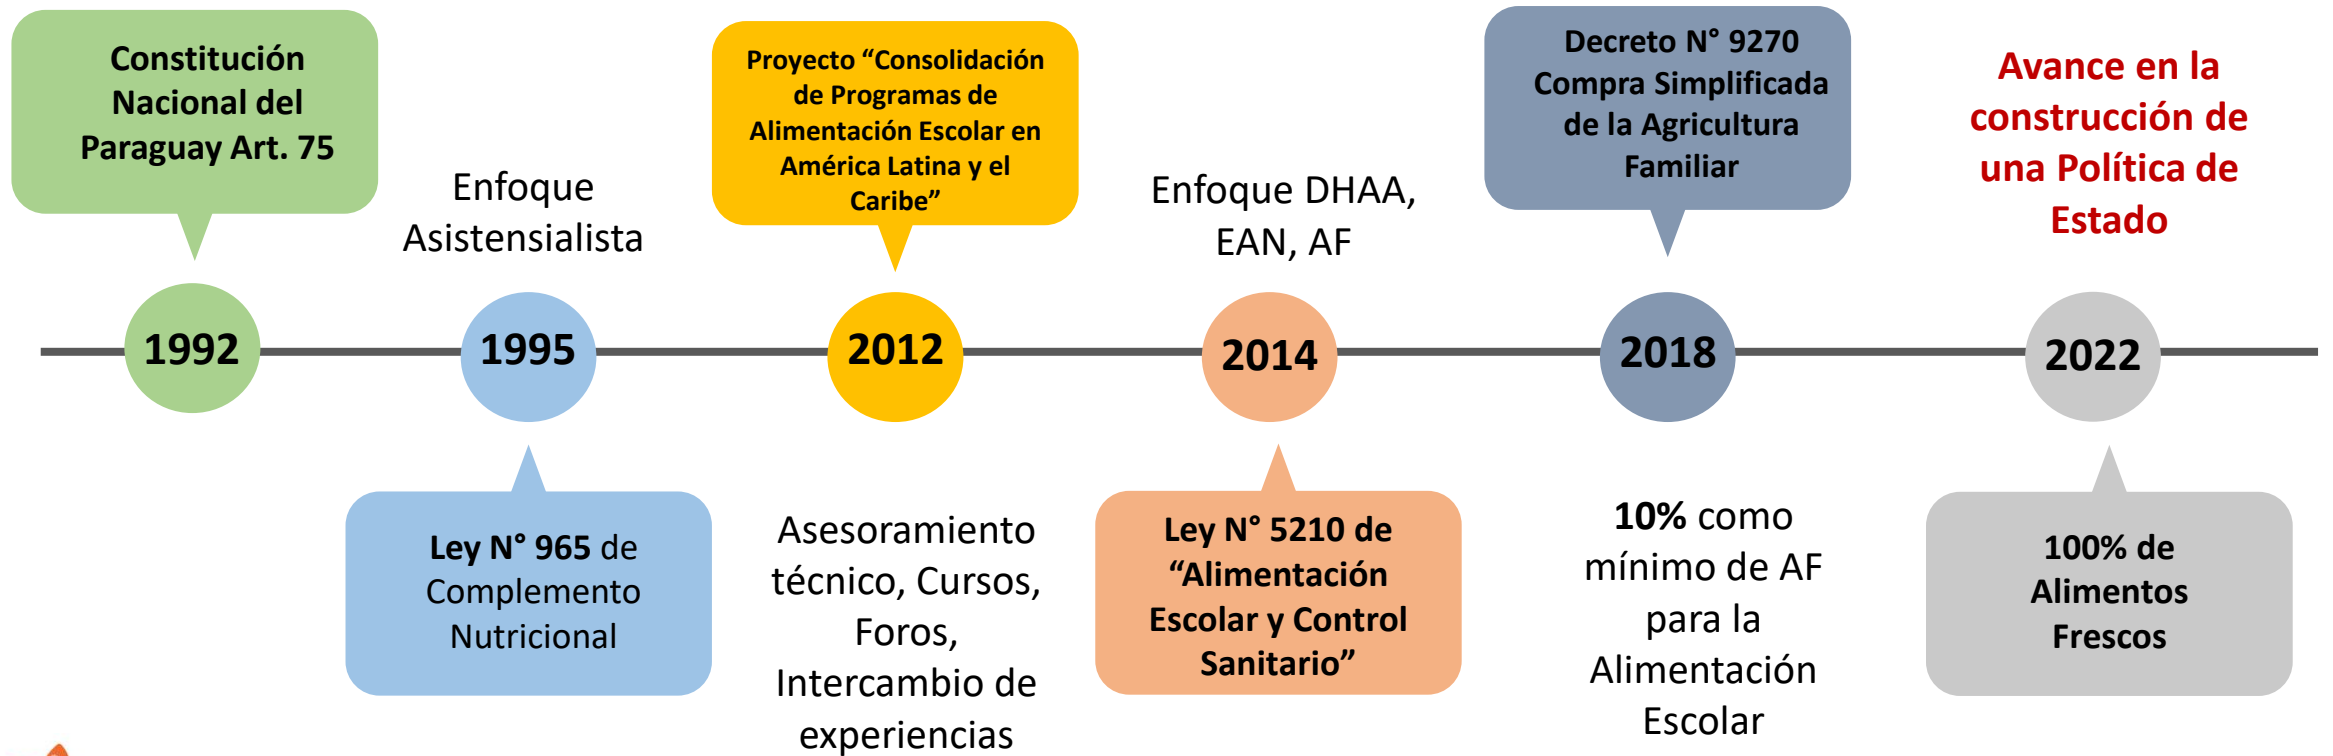 Constitución
Nacional del
Paraguay Art. 75
1992
Enfoque
Asistensialista
1995
Ley N° 965 de
Complemento
Nutricional
Proyecto “Consolidación
de Programas de
Alimentación Escolar en
América Latina y el
Caribe”
2012
Asesoramiento
técnico, Cursos,
Foros,
Intercambio de
experiencias
Enfoque DHAA,
EAN, AF
2014
Ley N° 5210 de
“Alimentación
Escolar y Control
Sanitario”
Decreto N° 9270
Compra Simplificada
de la Agricultura
Familiar
2018
10% como
mínimo de AF
para la
Alimentación
Escolar
Avance en la
construcción de
una Política de
Estado
2022
100% de
Alimentos
Frescos